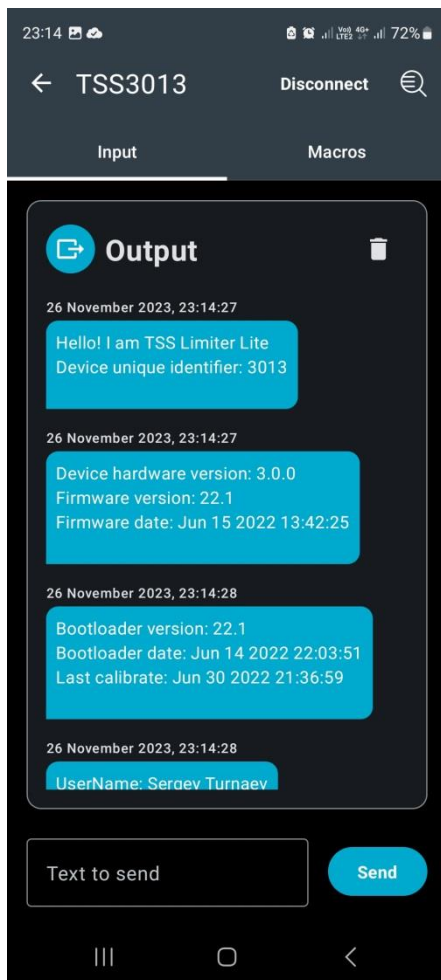 23:14
Vo))
LTE2
4G+
72%
TSS3013
Disconnect
Input
Macros
Output
26 November 2023, 23:14:27
Hello! I am TSS Limiter Lite
Device unique identifier: 3013
26 November 2023, 23:14:27
Device hardware version: 3.0.0
Firmware version: 22.1
Firmware date: Jun 15 2022 13:42:25
26 November 2023, 23:14:28
Bootloader version: 22.1
Bootloader date: Jun 14 2022 22:03:51
Last calibrate: Jun 30 2022 21:36:59
26 November 2023, 23:14:28
UserName: Sergey Turnaev
Text to send
Send